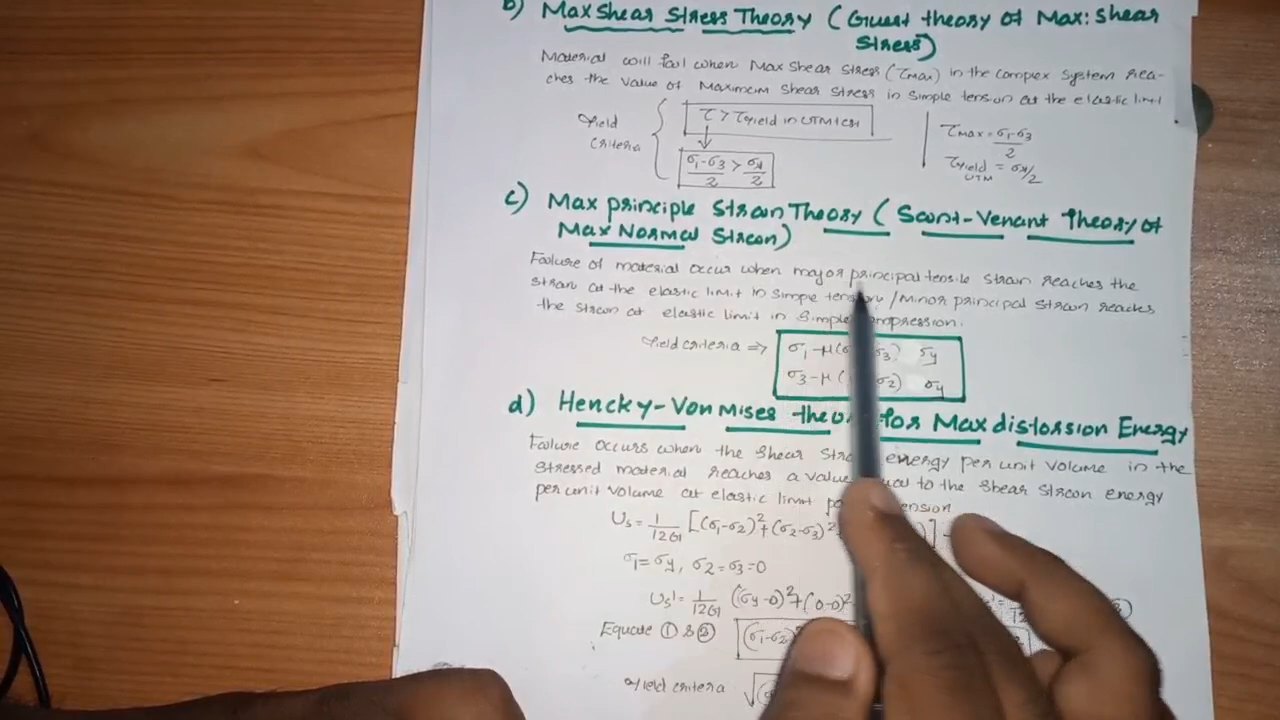 b) Max Shear Stress Theory (Guest theory of Max: Shear
Stress)
Material will fail when Max Shear Stress (τmax) in the complex system rea-
ches the value of Maximum Shear Stress in simple tension at the elastic limit
Yield
Criteria
τ > τyield in UTM
τmax = σ1-σ3
2
σ1-σ3 > σy
2 2
τyield = σy/2
UTM
c) Max principle Strain Theory (Saint-Venant Theory of
Max Normal Strain)
Failure of material occur when major principal tensile strain reaches the
strain at the elastic limit in simple /Minor principal strain reaches
the strain at elastic limit in
Yield criteria ⇒
σ1-μ( σ3) σy
σ3-μ( σ2) σy
d) Hencky-Von Mises for Max distorsion Energy
Failure occurs when the shear energy per unit volume in the
stressed material reaches a value to the shear strain energy
per unit volume at elastic limit
Us = 1/12G [(σ1-σ2)²+(σ2-σ3)² ]
σ1=σy, σ2=σ3=0
Us' = 1/12G (σy-0)²+(0-0)²
Equate ① & ② (σ1-σ2)²
Yield criteria